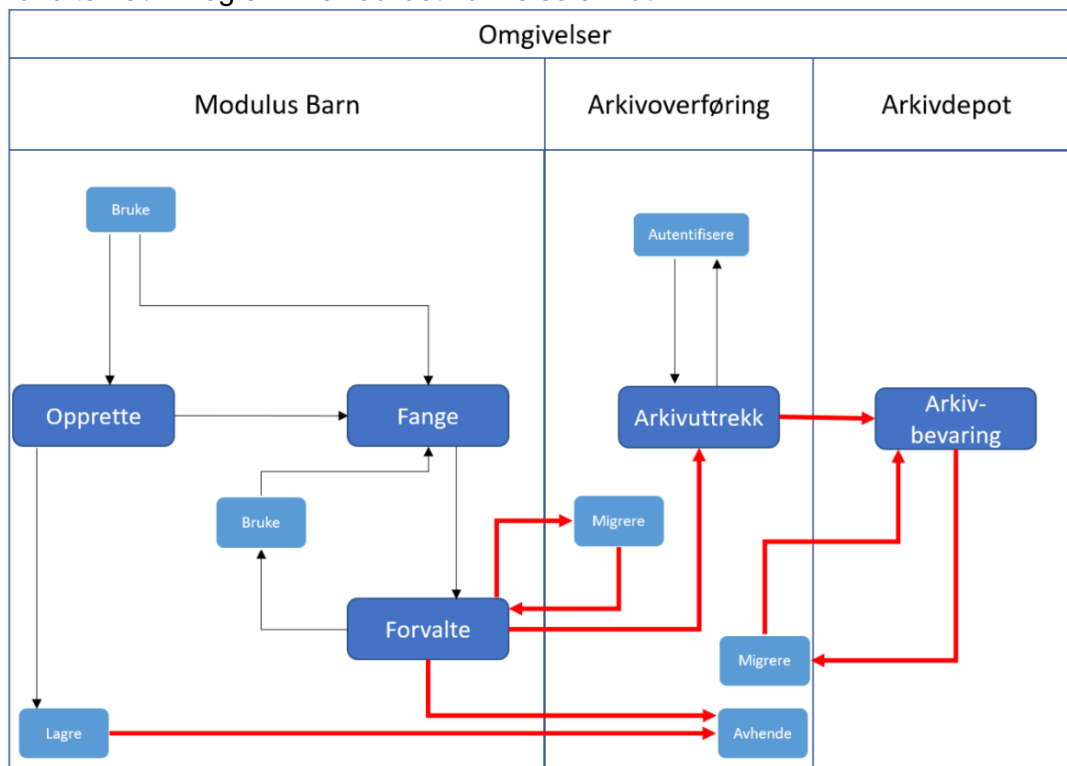 Omgivelser
Modulus Barn
Arkivoverføring
Arkivdepot
Bruke
Autentifisere
Opprette
Fange
Arkivuttrekk
Arkiv-
bevaring
Bruke
Migrere
Forvalte
Migrere
Lagre
Avhende